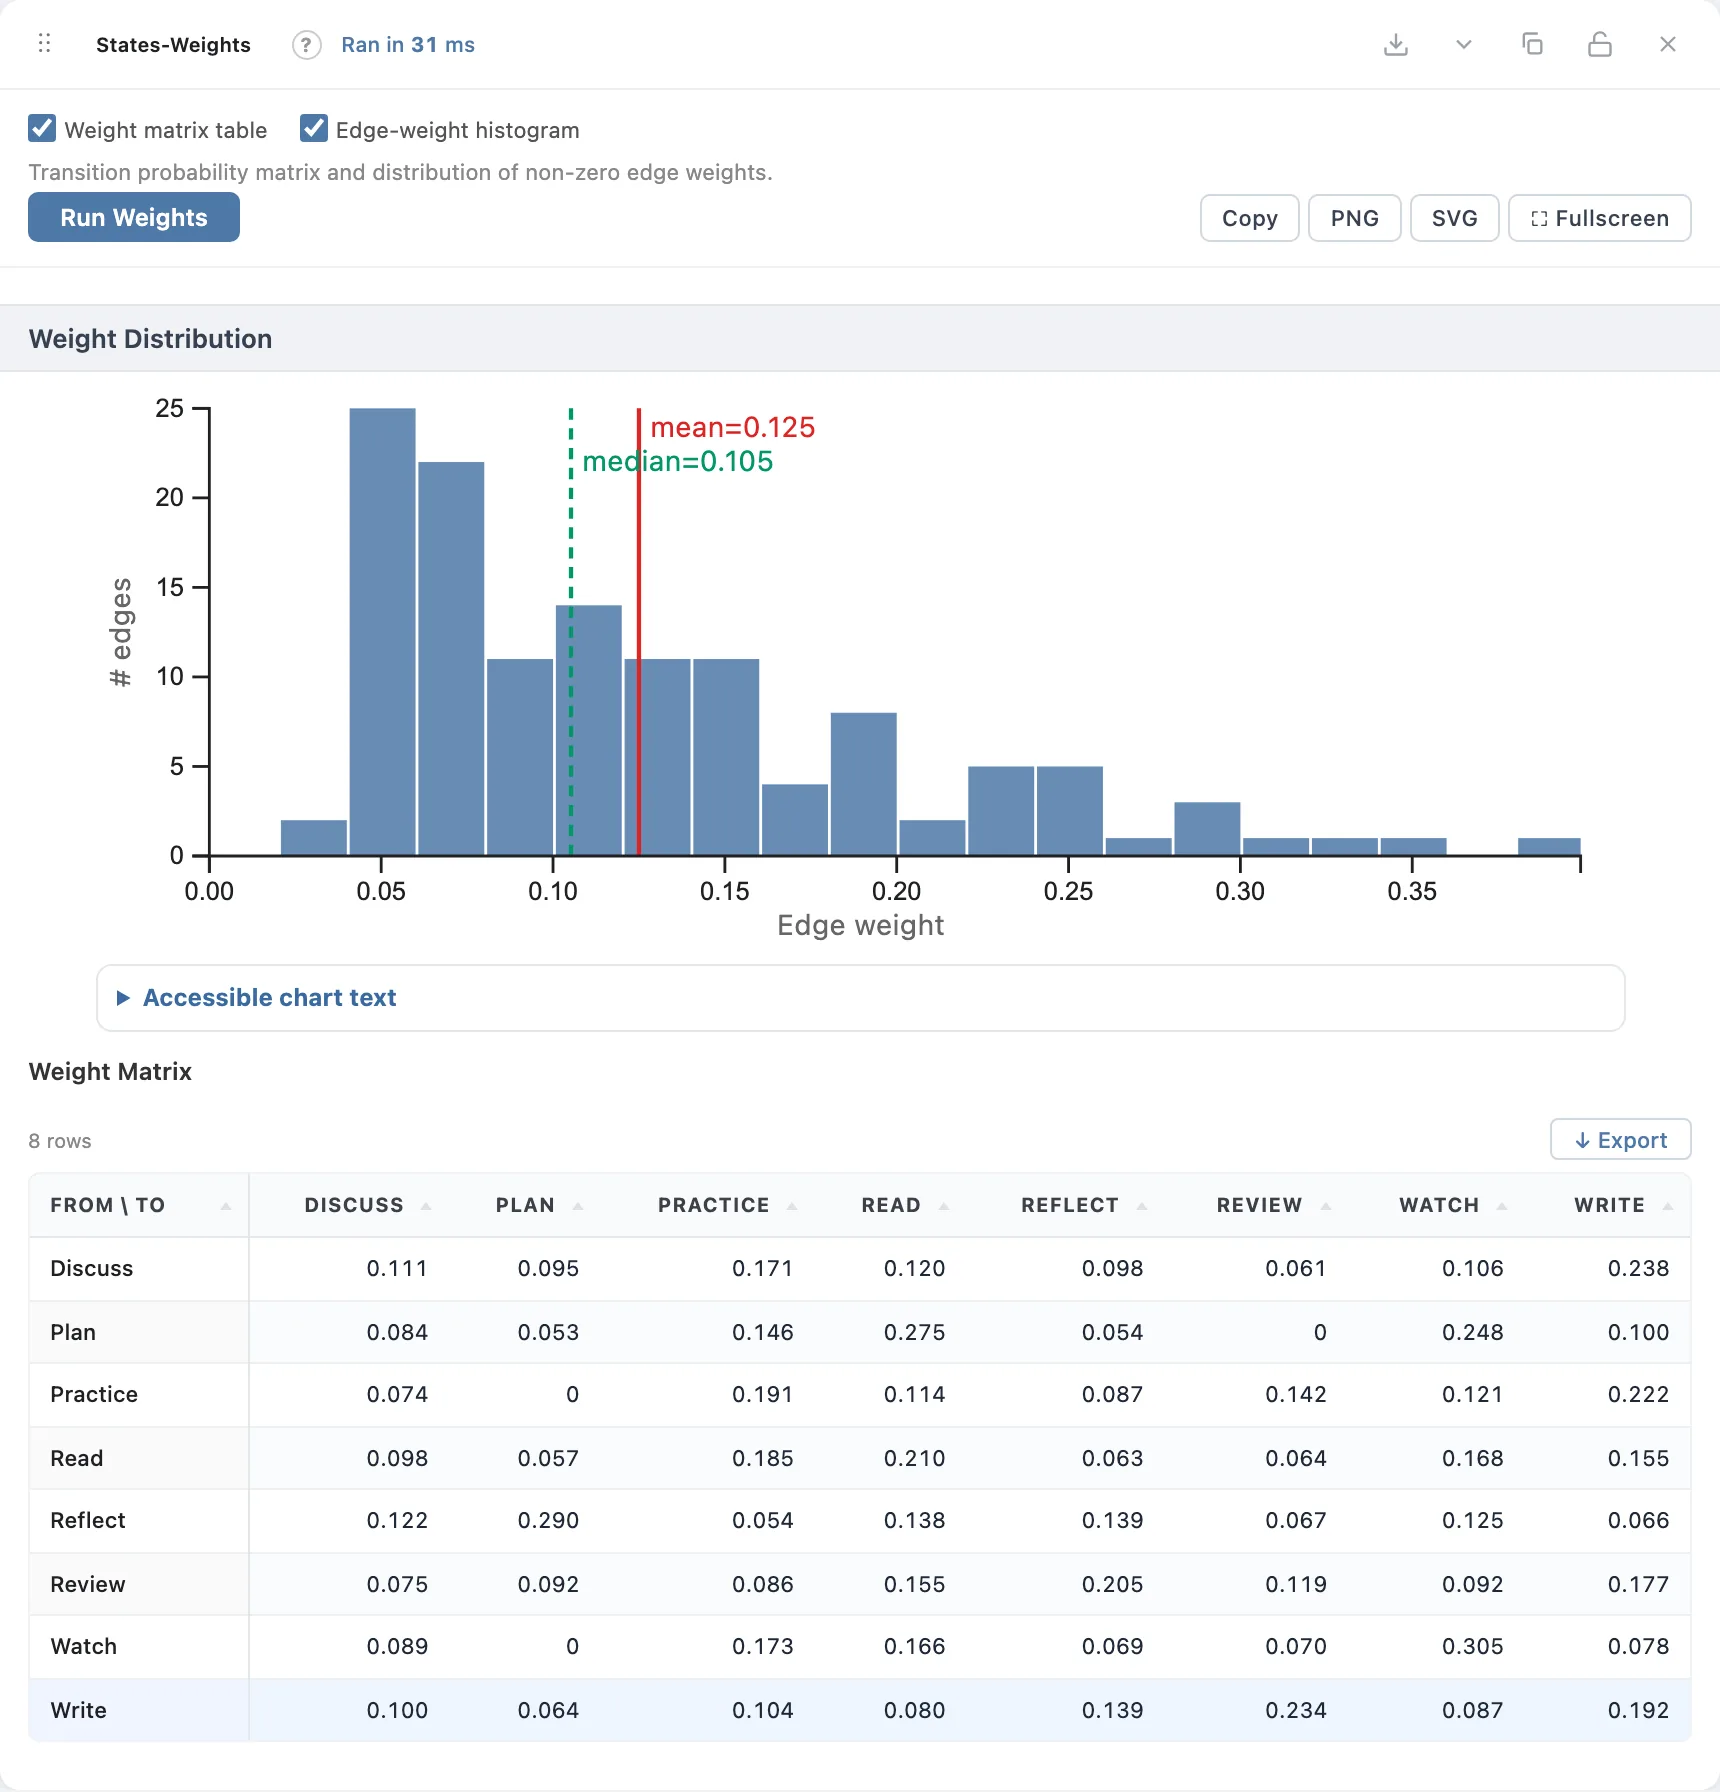 States-Weights ? Ran in 31 ms
Weight matrix table Edge-weight histogram
Transition probability matrix and distribution of non-zero edge weights.
Run Weights Copy PNG SVG Fullscreen
Weight Distribution
25
20
15
10
5
0
# edges
mean=0.125
median=0.105
0.00 0.05 0.10 0.15 0.20 0.25 0.30 0.35
Edge weight
Accessible chart text
Weight Matrix
8 rows Export
FROM \ TO DISCUSS PLAN PRACTICE READ REFLECT REVIEW WATCH WRITE
Discuss 0.111 0.095 0.171 0.120 0.098 0.061 0.106 0.238
Plan 0.084 0.053 0.146 0.275 0.054 0 0.248 0.100
Practice 0.074 0 0.191 0.114 0.087 0.142 0.121 0.222
Read 0.098 0.057 0.185 0.210 0.063 0.064 0.168 0.155
Reflect 0.122 0.290 0.054 0.138 0.139 0.067 0.125 0.066
Review 0.075 0.092 0.086 0.155 0.205 0.119 0.092 0.177
Watch 0.089 0 0.173 0.166 0.069 0.070 0.305 0.078
Write 0.100 0.064 0.104 0.080 0.139 0.234 0.087 0.192